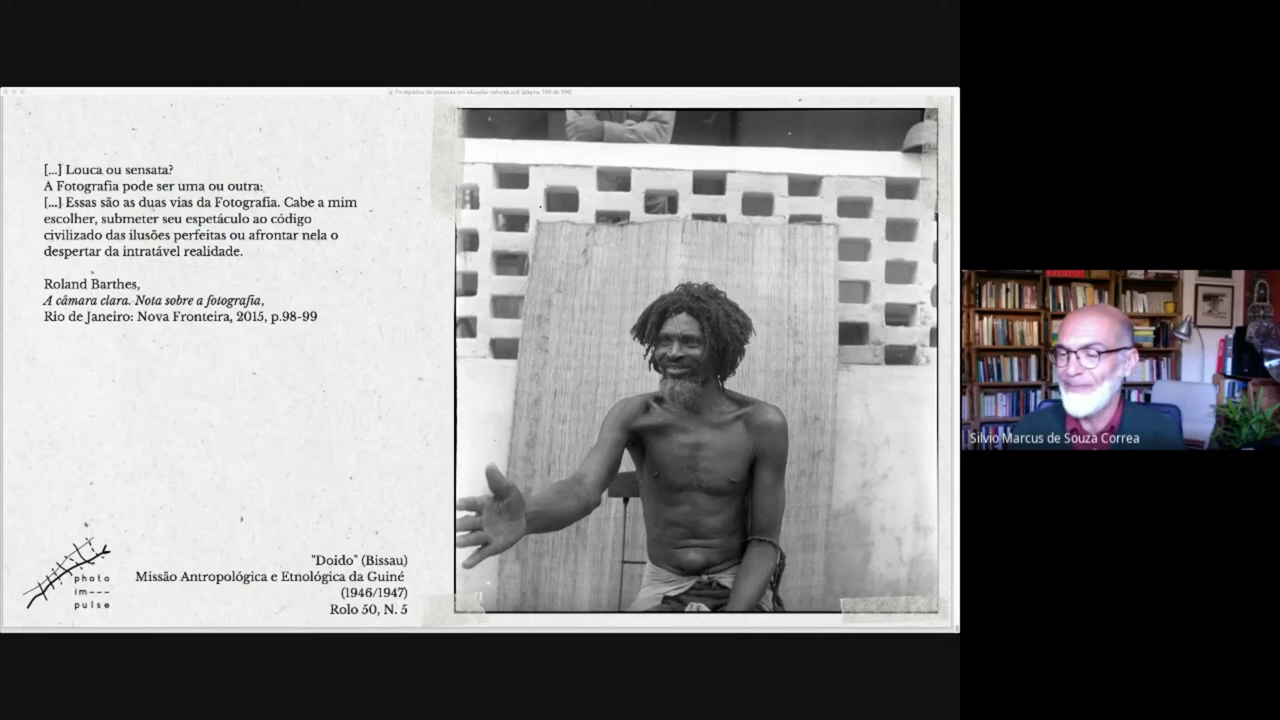 [...] Louca ou sensata?
A Fotografia pode ser uma ou outra:
[...] Essas são as duas vias da Fotografia. Cabe a mim
escolher, submeter seu espetáculo ao código
civilizado das ilusões perfeitas ou afrontar nela o
despertar da intratável realidade.
Roland Barthes,
A câmara clara. Nota sobre a fotografia,
Rio de Janeiro: Nova Fronteira, 2015, p.98-99
photo
im---
pulse
"Doido" (Bissau)
Missão Antropológica e Etnológica da Guiné
(1946/1947)
Rolo 50, N. 5
Silvio Marcus de Souza Correa